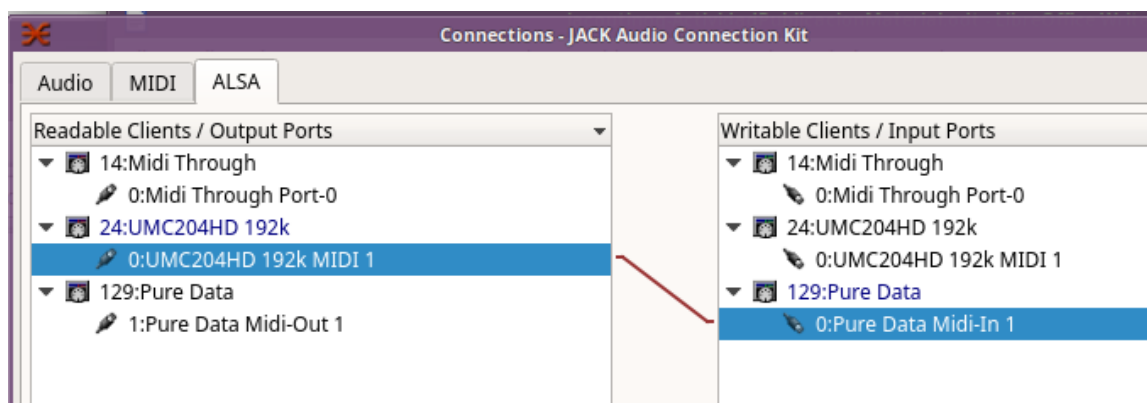 Connections - JACK Audio Connection Kit
Audio
MIDI
ALSA
Readable Clients / Output Ports
14:Midi Through
0:Midi Through Port-0
24:UMC204HD 192k
0:UMC204HD 192k MIDI 1
129:Pure Data
1:Pure Data Midi-Out 1
Writable Clients / Input Ports
14:Midi Through
0:Midi Through Port-0
24:UMC204HD 192k
0:UMC204HD 192k MIDI 1
129:Pure Data
0:Pure Data Midi-In 1